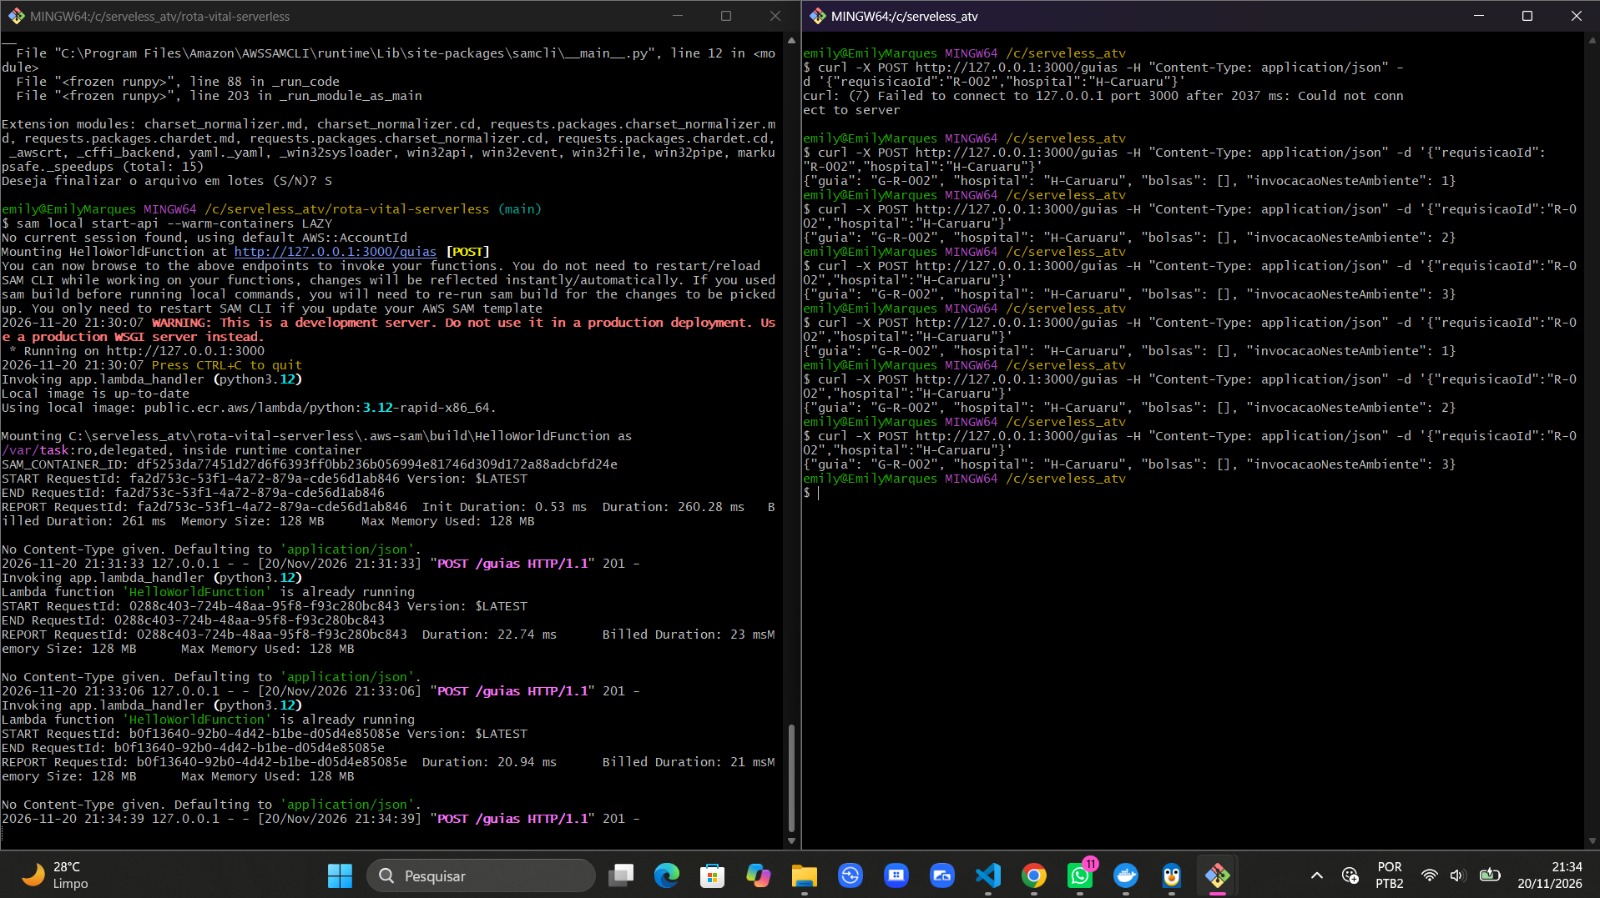 MINGW64:/c/serveless_atv/rota-vital-serverless
__
  File "C:\Program Files\Amazon\AWSSAMCLI\runtime\Lib\site-packages\samcli\__main__.py", line 12 in <mo
dule>
  File "<frozen runpy>", line 88 in _run_code
  File "<frozen runpy>", line 203 in _run_module_as_main
Extension modules: charset_normalizer.md, charset_normalizer.cd, requests.packages.charset_normalizer.m
d, requests.packages.chardet.md, requests.packages.charset_normalizer.cd, requests.packages.chardet.cd,
 _awscrt, _cffi_backend, yaml._yaml, _win32sysloader, win32api, win32event, win32file, win32pipe, marku
psafe._speedups (total: 15)
Deseja finalizar o arquivo em lotes (S/N)? S
emily@EmilyMarques MINGW64 /c/serveless_atv/rota-vital-serverless (main)
$ sam local start-api --warm-containers LAZY
No current session found, using default AWS::AccountId
Mounting HelloWorldFunction at http://127.0.0.1:3000/guias [POST]
You can now browse to the above endpoints to invoke your functions. You do not need to restart/reload
SAM CLI while working on your functions, changes will be reflected instantly/automatically. If you used
sam build before running local commands, you will need to re-run sam build for the changes to be picked
up. You only need to restart SAM CLI if you update your AWS SAM template
2026-11-20 21:30:07 WARNING: This is a development server. Do not use it in a production deployment. Us
e a production WSGI server instead.
 * Running on http://127.0.0.1:3000
2026-11-20 21:30:07 Press CTRL+C to quit
Invoking app.lambda_handler (python3.12)
Local image is up-to-date
Using local image: public.ecr.aws/lambda/python:3.12-rapid-x86_64.
Mounting C:\serveless_atv\rota-vital-serverless\.aws-sam\build\HelloWorldFunction as
/var/task:ro,delegated, inside runtime container
SAM_CONTAINER_ID: df5253da77451d27d6f6393ff0bb236b056994e81746d309d172a88adcbfd24e
START RequestId: fa2d753c-53f1-4a72-879a-cde56d1ab846 Version: $LATEST
END RequestId: fa2d753c-53f1-4a72-879a-cde56d1ab846
REPORT RequestId: fa2d753c-53f1-4a72-879a-cde56d1ab846  Init Duration: 0.53 ms  Duration: 260.28 ms   B
illed Duration: 261 ms  Memory Size: 128 MB     Max Memory Used: 128 MB
No Content-Type given. Defaulting to 'application/json'.
2026-11-20 21:31:33 127.0.0.1 - - [20/Nov/2026 21:31:33] "POST /guias HTTP/1.1" 201 -
Invoking app.lambda_handler (python3.12)
Lambda function 'HelloWorldFunction' is already running
START RequestId: 0288c403-724b-48aa-95f8-f93c280bc843 Version: $LATEST
END RequestId: 0288c403-724b-48aa-95f8-f93c280bc843
REPORT RequestId: 0288c403-724b-48aa-95f8-f93c280bc843  Duration: 22.74 ms      Billed Duration: 23 msM
emory Size: 128 MB      Max Memory Used: 128 MB
No Content-Type given. Defaulting to 'application/json'.
2026-11-20 21:33:06 127.0.0.1 - - [20/Nov/2026 21:33:06] "POST /guias HTTP/1.1" 201 -
Invoking app.lambda_handler (python3.12)
Lambda function 'HelloWorldFunction' is already running
START RequestId: b0f13640-92b0-4d42-b1be-d05d4e85085e Version: $LATEST
END RequestId: b0f13640-92b0-4d42-b1be-d05d4e85085e
REPORT RequestId: b0f13640-92b0-4d42-b1be-d05d4e85085e  Duration: 20.94 ms      Billed Duration: 21 msM
emory Size: 128 MB      Max Memory Used: 128 MB
No Content-Type given. Defaulting to 'application/json'.
2026-11-20 21:34:39 127.0.0.1 - - [20/Nov/2026 21:34:39] "POST /guias HTTP/1.1" 201 -
MINGW64:/c/serveless_atv
emily@EmilyMarques MINGW64 /c/serveless_atv
$ curl -X POST http://127.0.0.1:3000/guias -H "Content-Type: application/json" -
d '{"requisicaoId":"R-002","hospital":"H-Caruaru"}'
curl: (7) Failed to connect to 127.0.0.1 port 3000 after 2037 ms: Could not conn
ect to server
emily@EmilyMarques MINGW64 /c/serveless_atv
$ curl -X POST http://127.0.0.1:3000/guias -H "Content-Type: application/json" -d '{"requisicaoId":
"R-002","hospital":"H-Caruaru"}'
{"guia": "G-R-002", "hospital": "H-Caruaru", "bolsas": [], "invocacaoNesteAmbiente": 1}
emily@EmilyMarques MINGW64 /c/serveless_atv
$ curl -X POST http://127.0.0.1:3000/guias -H "Content-Type: application/json" -d '{"requisicaoId":"R-0
02","hospital":"H-Caruaru"}'
{"guia": "G-R-002", "hospital": "H-Caruaru", "bolsas": [], "invocacaoNesteAmbiente": 2}
emily@EmilyMarques MINGW64 /c/serveless_atv
$ curl -X POST http://127.0.0.1:3000/guias -H "Content-Type: application/json" -d '{"requisicaoId":"R-0
02","hospital":"H-Caruaru"}'
{"guia": "G-R-002", "hospital": "H-Caruaru", "bolsas": [], "invocacaoNesteAmbiente": 3}
emily@EmilyMarques MINGW64 /c/serveless_atv
$ curl -X POST http://127.0.0.1:3000/guias -H "Content-Type: application/json" -d '{"requisicaoId":"R-0
02","hospital":"H-Caruaru"}'
{"guia": "G-R-002", "hospital": "H-Caruaru", "bolsas": [], "invocacaoNesteAmbiente": 1}
emily@EmilyMarques MINGW64 /c/serveless_atv
$ curl -X POST http://127.0.0.1:3000/guias -H "Content-Type: application/json" -d '{"requisicaoId":"R-0
02","hospital":"H-Caruaru"}'
{"guia": "G-R-002", "hospital": "H-Caruaru", "bolsas": [], "invocacaoNesteAmbiente": 2}
emily@EmilyMarques MINGW64 /c/serveless_atv
$ curl -X POST http://127.0.0.1:3000/guias -H "Content-Type: application/json" -d '{"requisicaoId":"R-0
02","hospital":"H-Caruaru"}'
{"guia": "G-R-002", "hospital": "H-Caruaru", "bolsas": [], "invocacaoNesteAmbiente": 3}
emily@EmilyMarques MINGW64 /c/serveless_atv
$
28°C
Limpo
Pesquisar
11
POR
PTB2
21:34
20/11/2026